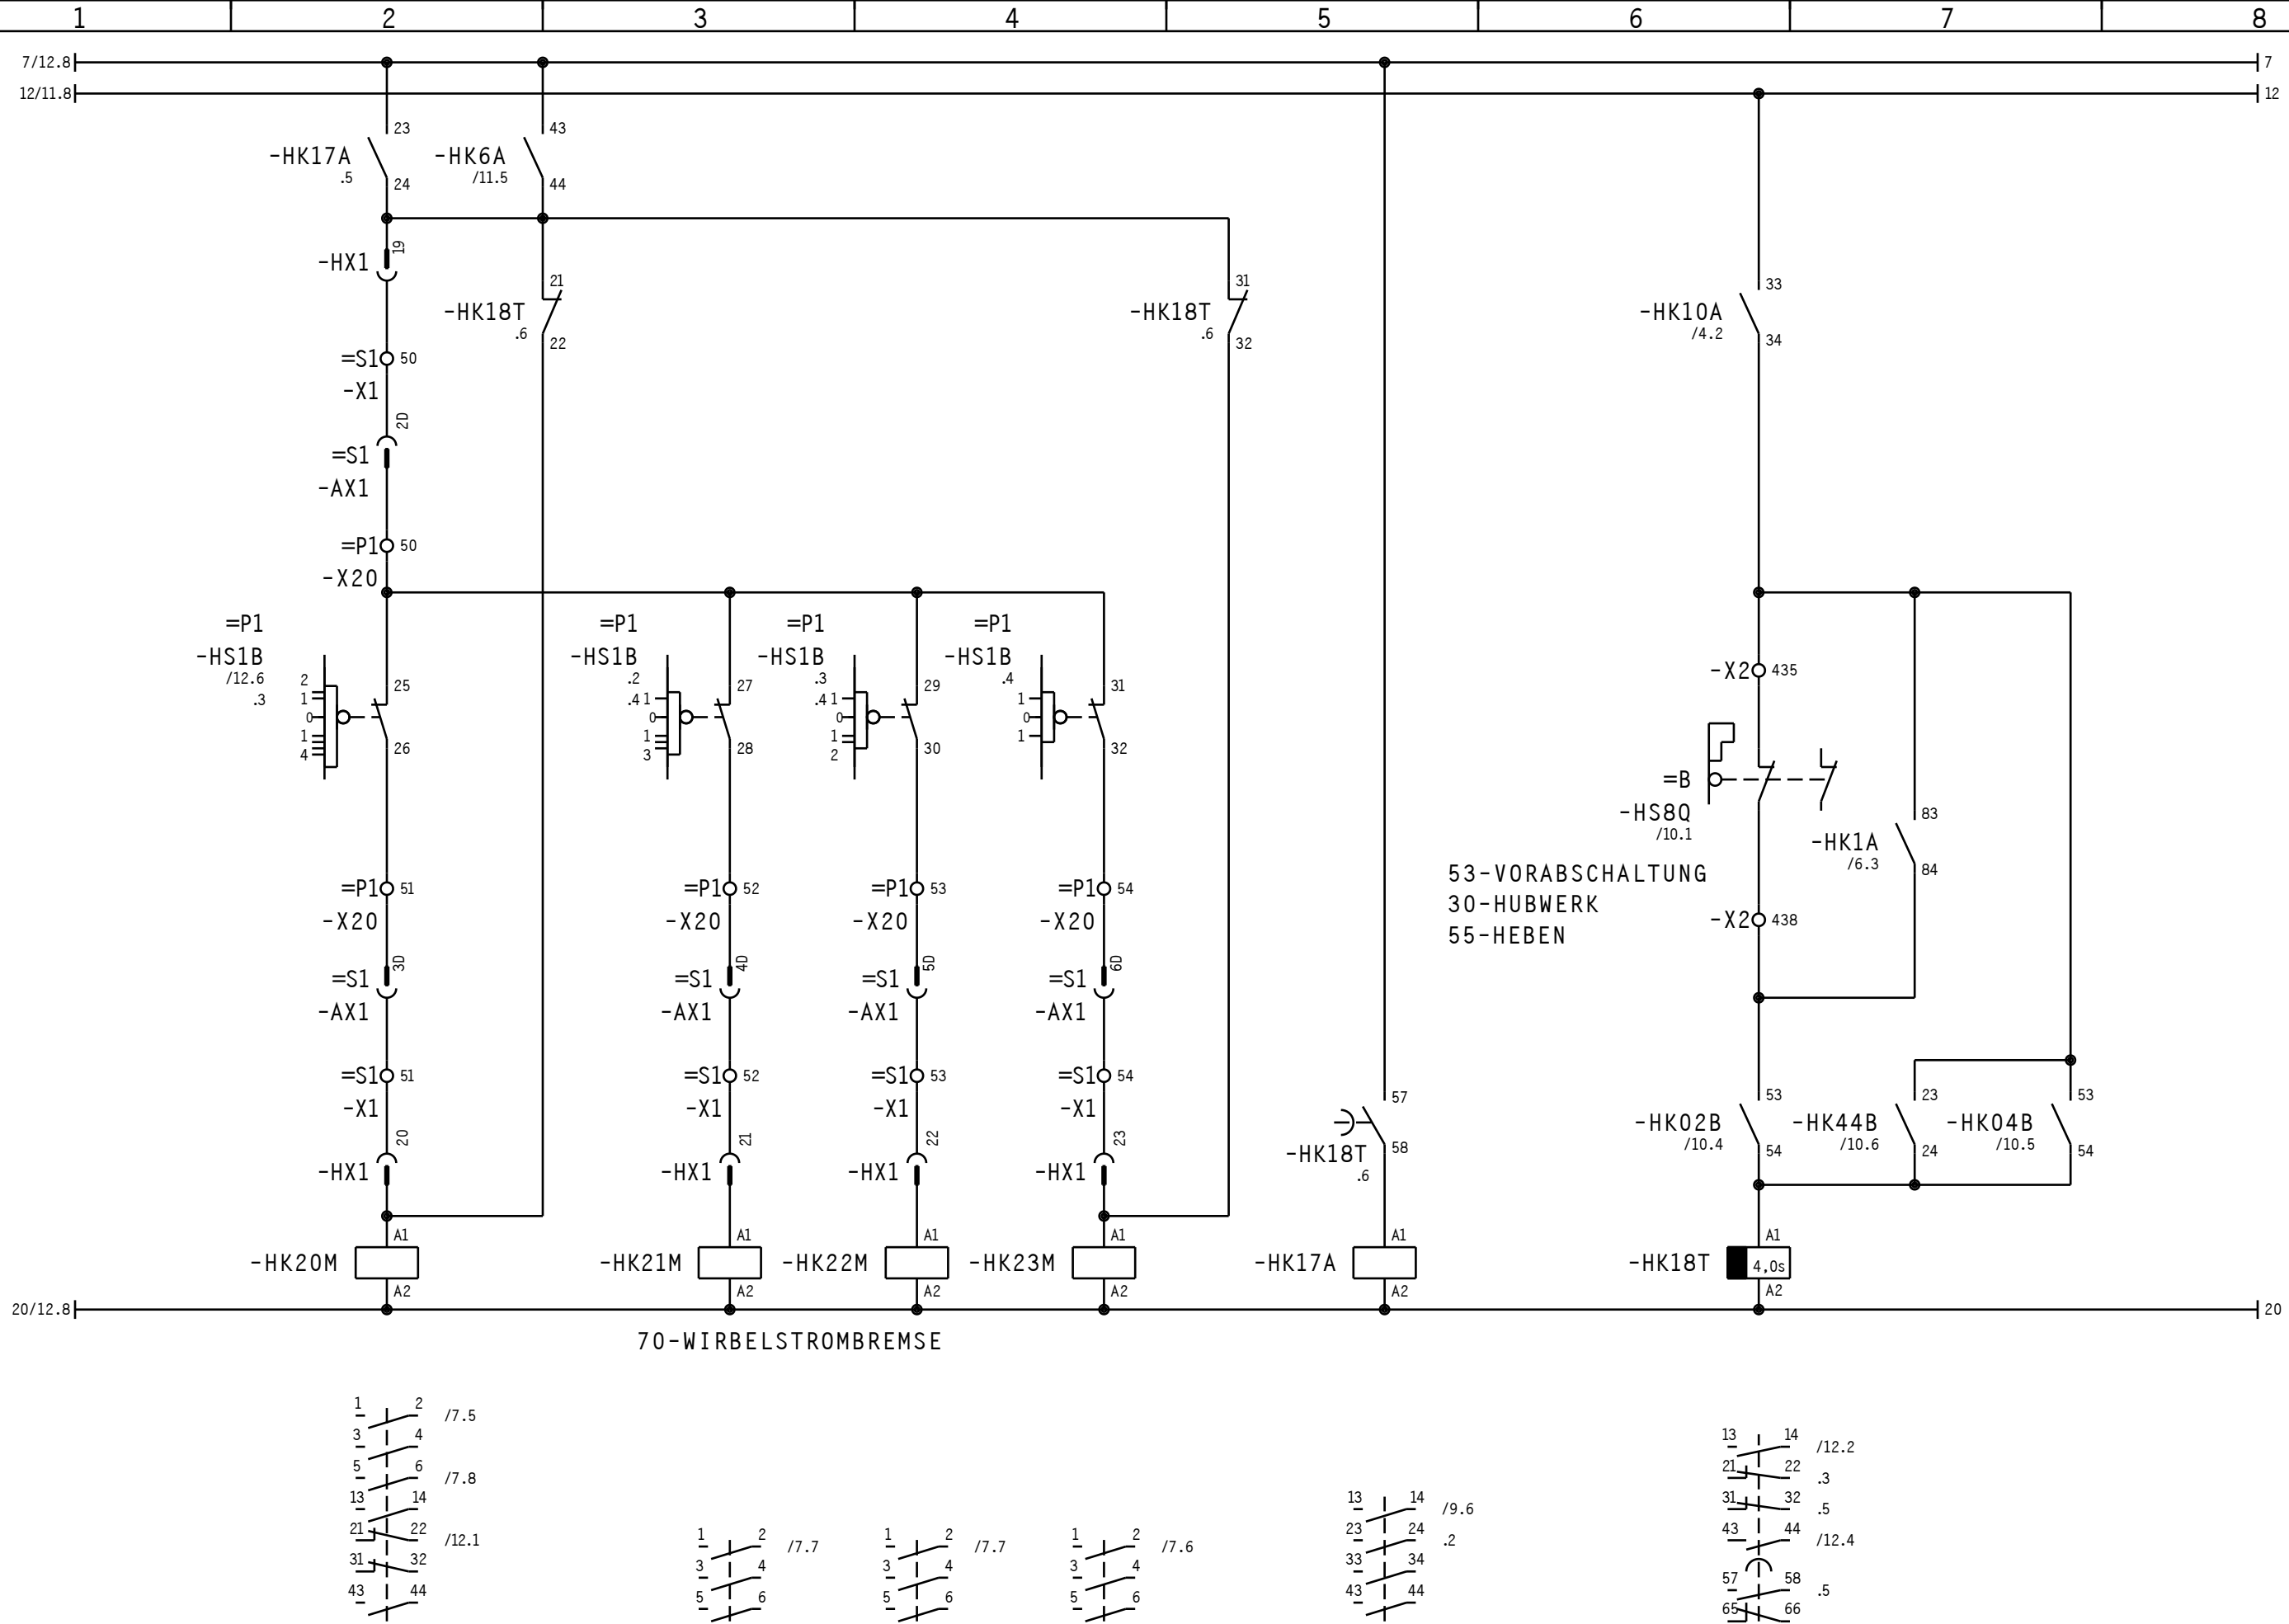 1 2 3 4 5 6 7 8
7/12.8 7
12/11.8 12
23 43
-HK17A -HK6A
.5 /11.5
24 44
19
-HX1
21 31 33
-HK18T -HK18T -HK10A
.6 .6 /4.2
22 32 34
=S1 50
-X1
2D
=S1
-AX1
=P1 50
-X20
=P1 =P1 =P1 =P1
-HS1B -HS1B -HS1B -HS1B
/12.6 .2 .3 .4
.3 .4 .4
-X2 435
2 25 27 29 31
1 1 1 1
0 0 0 0
1 1 1 1
4 26 3 28 2 30 32
=B
-HS8Q
/10.1
83
-HK1A
/6.3
84
53-VORABSCHALTUNG
30-HUBWERK
55-HEBEN
=P1 51 =P1 52 =P1 53 =P1 54
-X20 -X20 -X20 -X20
-X2 438
3D 4D 5D 6D
=S1 =S1 =S1 =S1
-AX1 -AX1 -AX1 -AX1
=S1 51 =S1 52 =S1 53 =S1 54
-X1 -X1 -X1 -X1
57 53 23 53
-HK18T -HK02B -HK44B -HK04B
.6 /10.4 /10.6 /10.5
58 54 24 54
20 21 22 23
-HX1 -HX1 -HX1 -HX1
A1 A1 A1 A1 A1 A1
-HK20M -HK21M -HK22M -HK23M -HK17A -HK18T 4,0s
A2 A2 A2 A2 A2 A2
20/12.8 20
70-WIRBELSTROMBREMSE
1 2 /7.5
3 4
5 6 /7.8
13 14
21 22 /12.1
31 32
43 44
1 2 /7.7
3 4
5 6
1 2 /7.7
3 4
5 6
1 2 /7.6
3 4
5 6
13 14 /9.6
23 24 .2
33 34
43 44
13 14 /12.2
21 22 .3
31 32 .5
43 44 /12.4
57 58 .5
65 66